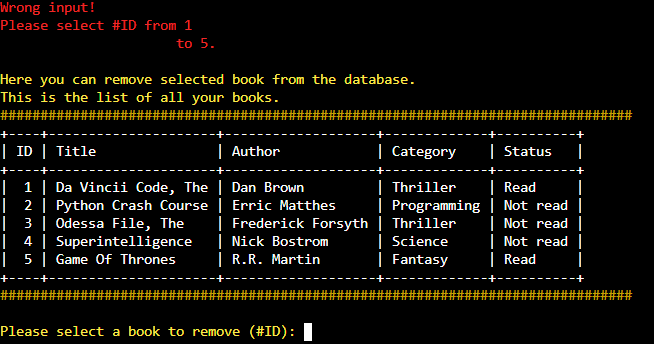 Wrong input!
Please select #ID from 1
to 5.
Here you can remove selected book from the database.
This is the list of all your books.
###############################################################################
+----+---------------------+-------------------+-------------+----------+
| ID | Title               | Author            | Category    | Status   |
+----+---------------------+-------------------+-------------+----------+
|  1 | Da Vincii Code, The | Dan Brown         | Thriller    | Read     |
|  2 | Python Crash Course | Erric Matthes     | Programming | Not read |
|  3 | Odessa File, The    | Frederick Forsyth | Thriller    | Not read |
|  4 | Superintelligence   | Nick Bostrom      | Science     | Not read |
|  5 | Game Of Thrones     | R.R. Martin       | Fantasy     | Read     |
+----+---------------------+-------------------+-------------+----------+
###############################################################################
Please select a book to remove (#ID):